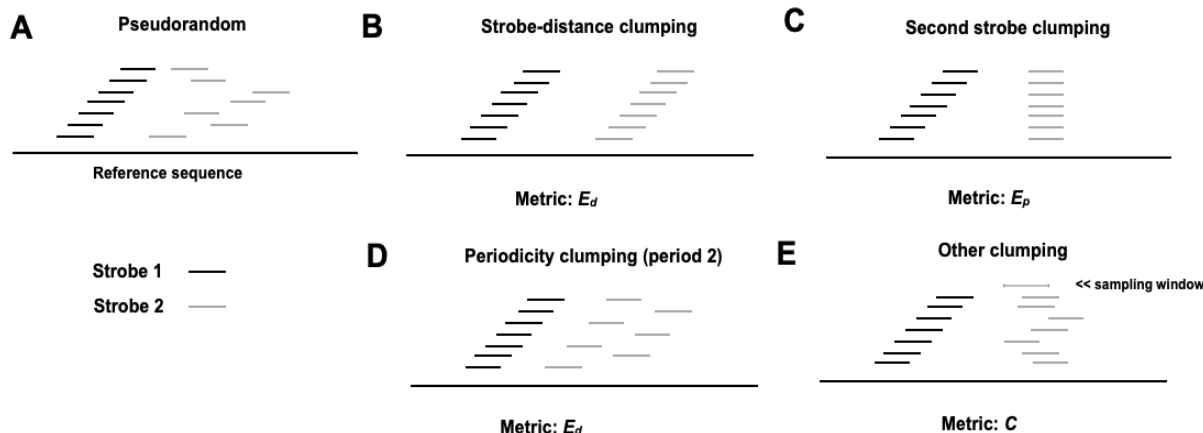 A
Pseudorandom
Reference sequence
Strobe 1
Strobe 2
B
Strobe-distance clumping
Metric: Ed
C
Second strobe clumping
Metric: Ep
D
Periodicity clumping (period 2)
Metric: Ed
E
Other clumping
<< sampling window
Metric: C